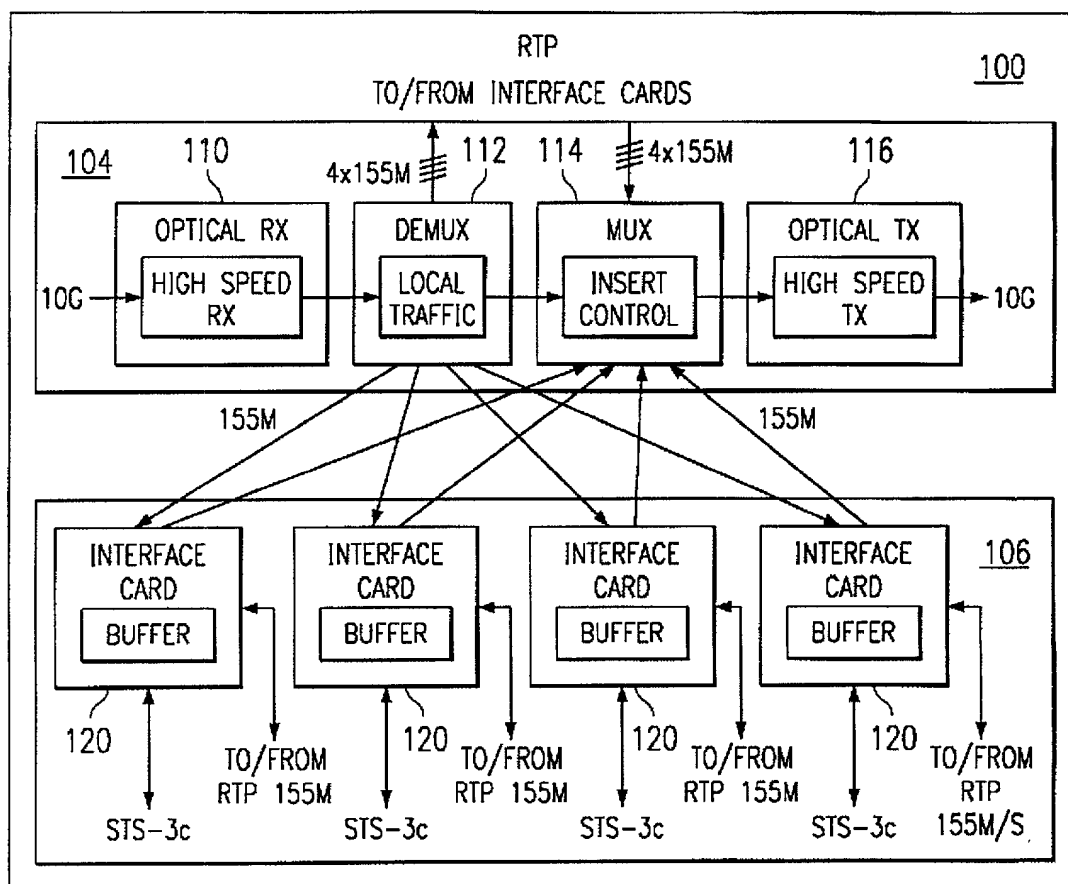 RTP
TO/FROM INTERFACE CARDS
100
104
110
4x155M
112
114
4x155M
116
OPTICAL RX
DEMUX
MUX
OPTICAL TX
10G
HIGH SPEED
RX
LOCAL
TRAFFIC
INSERT
CONTROL
HIGH SPEED
TX
10G
155M
155M
106
INTERFACE
CARD
BUFFER
INTERFACE
CARD
BUFFER
INTERFACE
CARD
BUFFER
INTERFACE
CARD
BUFFER
120
120
120
120
TO/FROM
RTP 155M
TO/FROM
RTP 155M
TO/FROM
RTP 155M
TO/FROM
RTP
155M/S
STS-3c
STS-3c
STS-3c
STS-3c